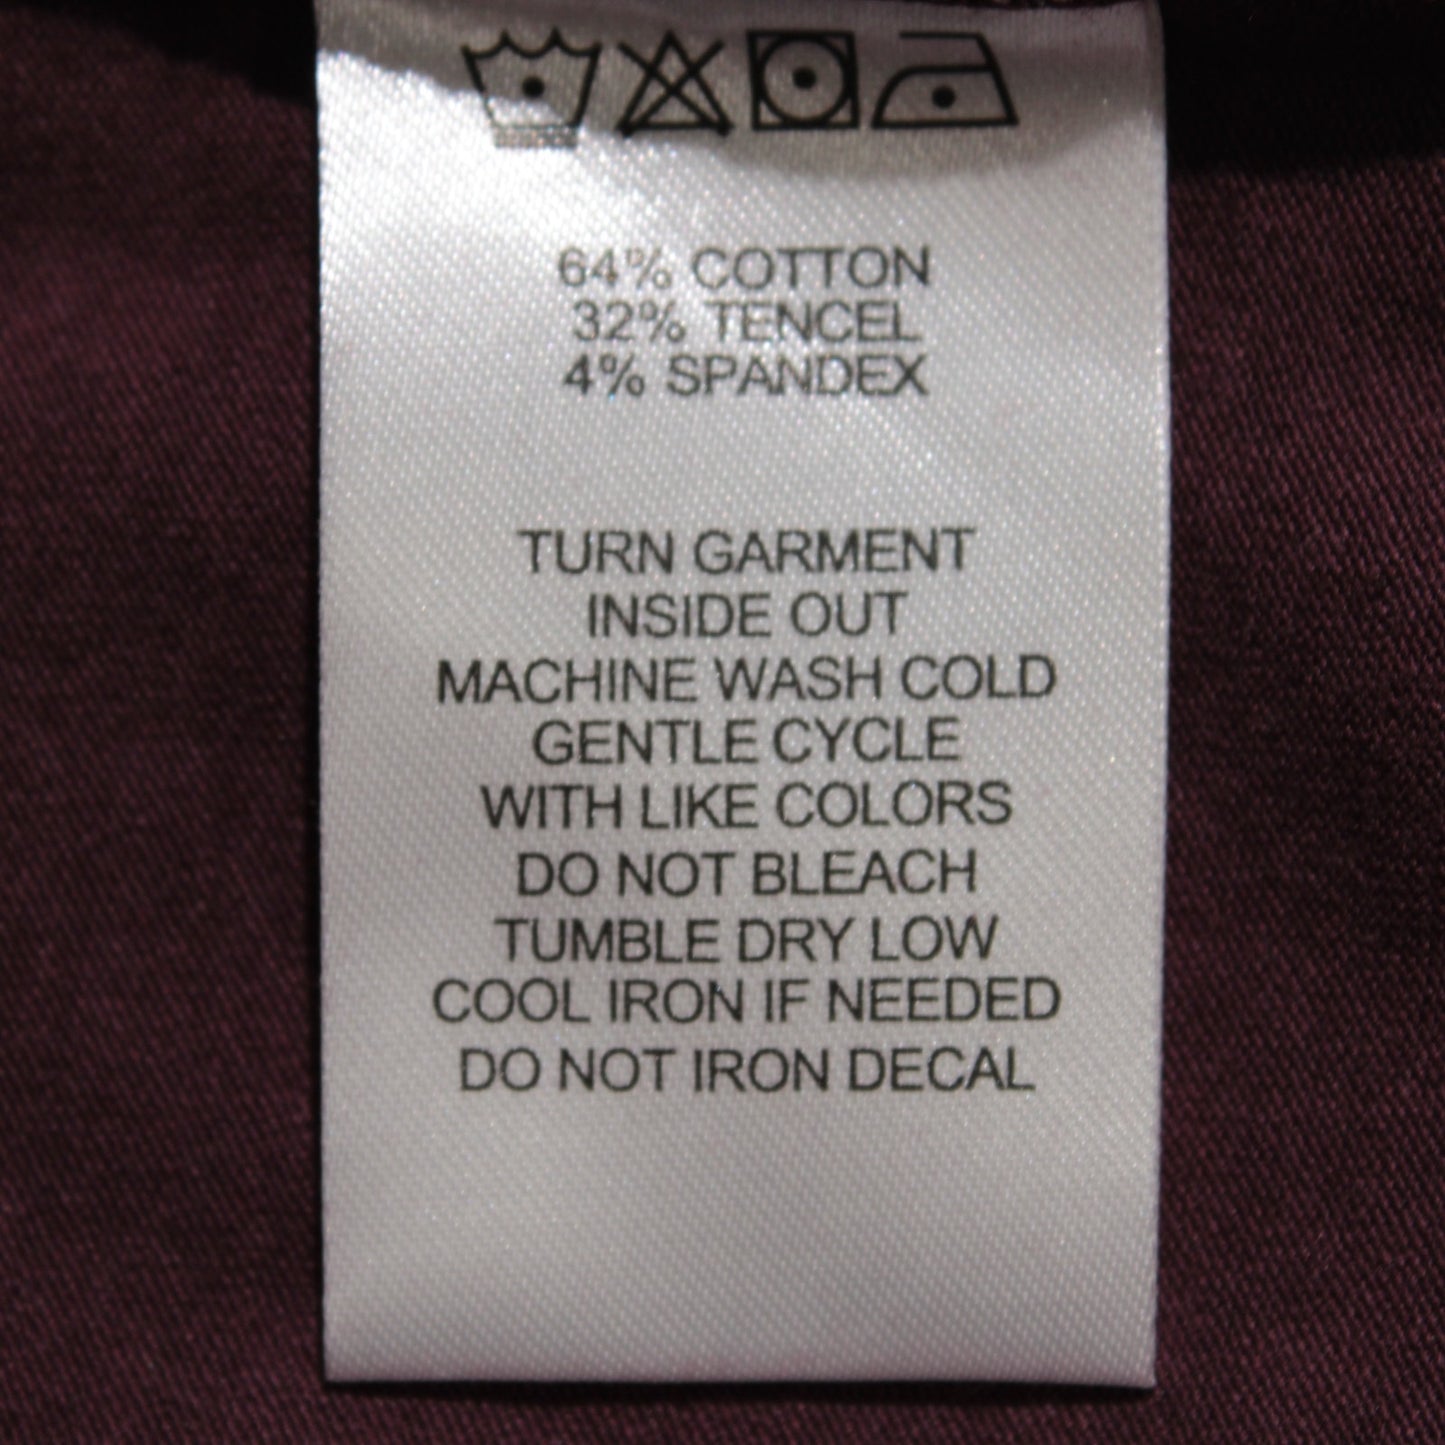 64% COTTON
32% TENCEL
4% SPANDEX
TURN GARMENT
INSIDE OUT
MACHINE WASH COLD
GENTLE CYCLE
WITH LIKE COLORS
DO NOT BLEACH
TUMBLE DRY LOW
COOL IRON IF NEEDED
DO NOT IRON DECAL